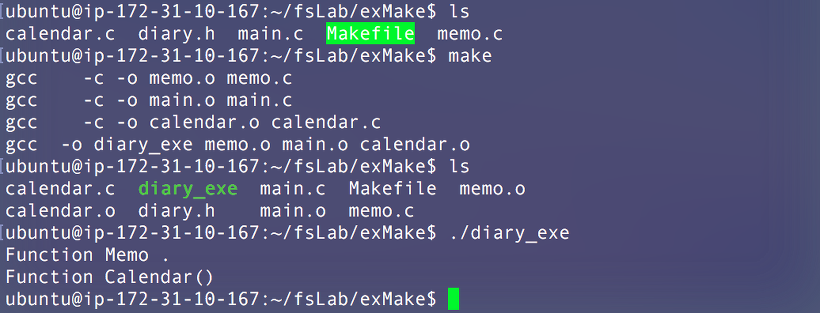 ubuntu@ip-172-31-10-167:~/fsLab/exMake$ ls
calendar.c  diary.h  main.c  Makefile  memo.c
ubuntu@ip-172-31-10-167:~/fsLab/exMake$ make
gcc    -c -o memo.o memo.c
gcc    -c -o main.o main.c
gcc    -c -o calendar.o calendar.c
gcc  -o diary_exe memo.o main.o calendar.o
ubuntu@ip-172-31-10-167:~/fsLab/exMake$ ls
calendar.c  diary_exe  main.c  Makefile  memo.o
calendar.o  diary.h    main.o  memo.c
ubuntu@ip-172-31-10-167:~/fsLab/exMake$ ./diary_exe
Function Memo .
Function Calendar()
ubuntu@ip-172-31-10-167:~/fsLab/exMake$